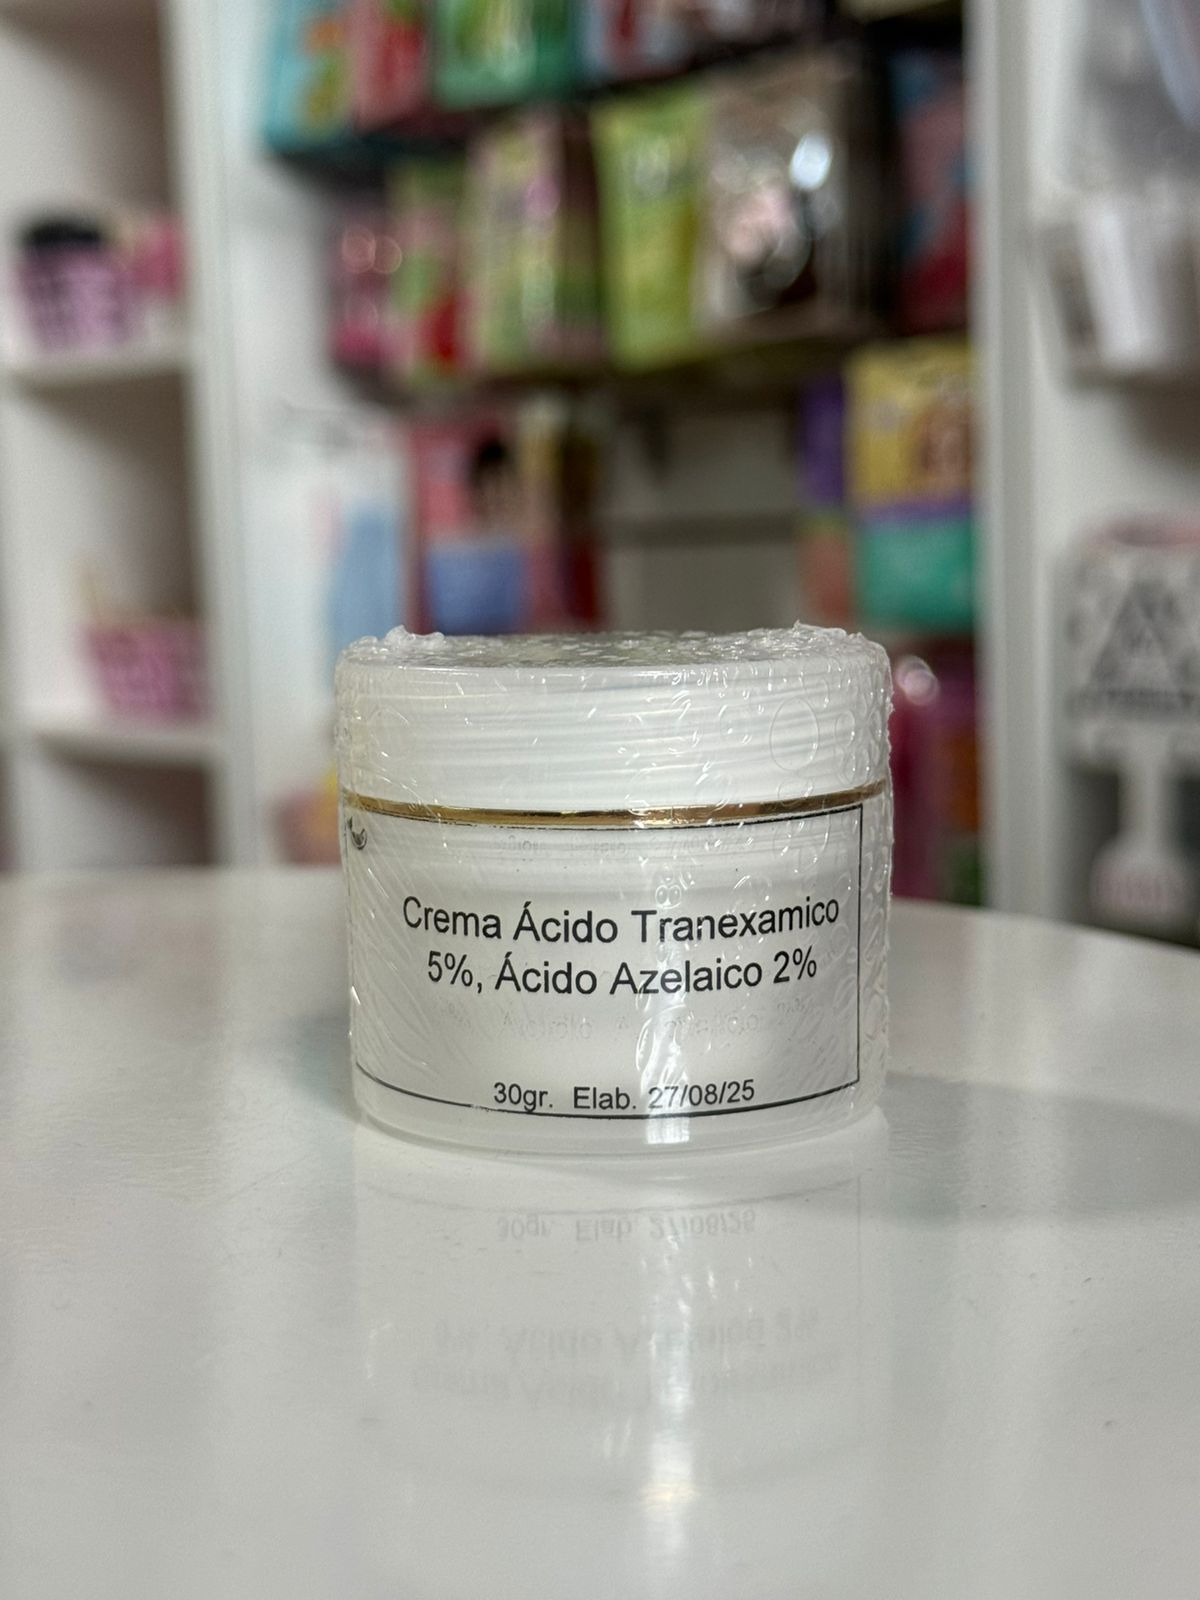 Crema Ácido Tranexamico
5%, Ácido Azelaico 2%
30gr. Elab. 27/08/25